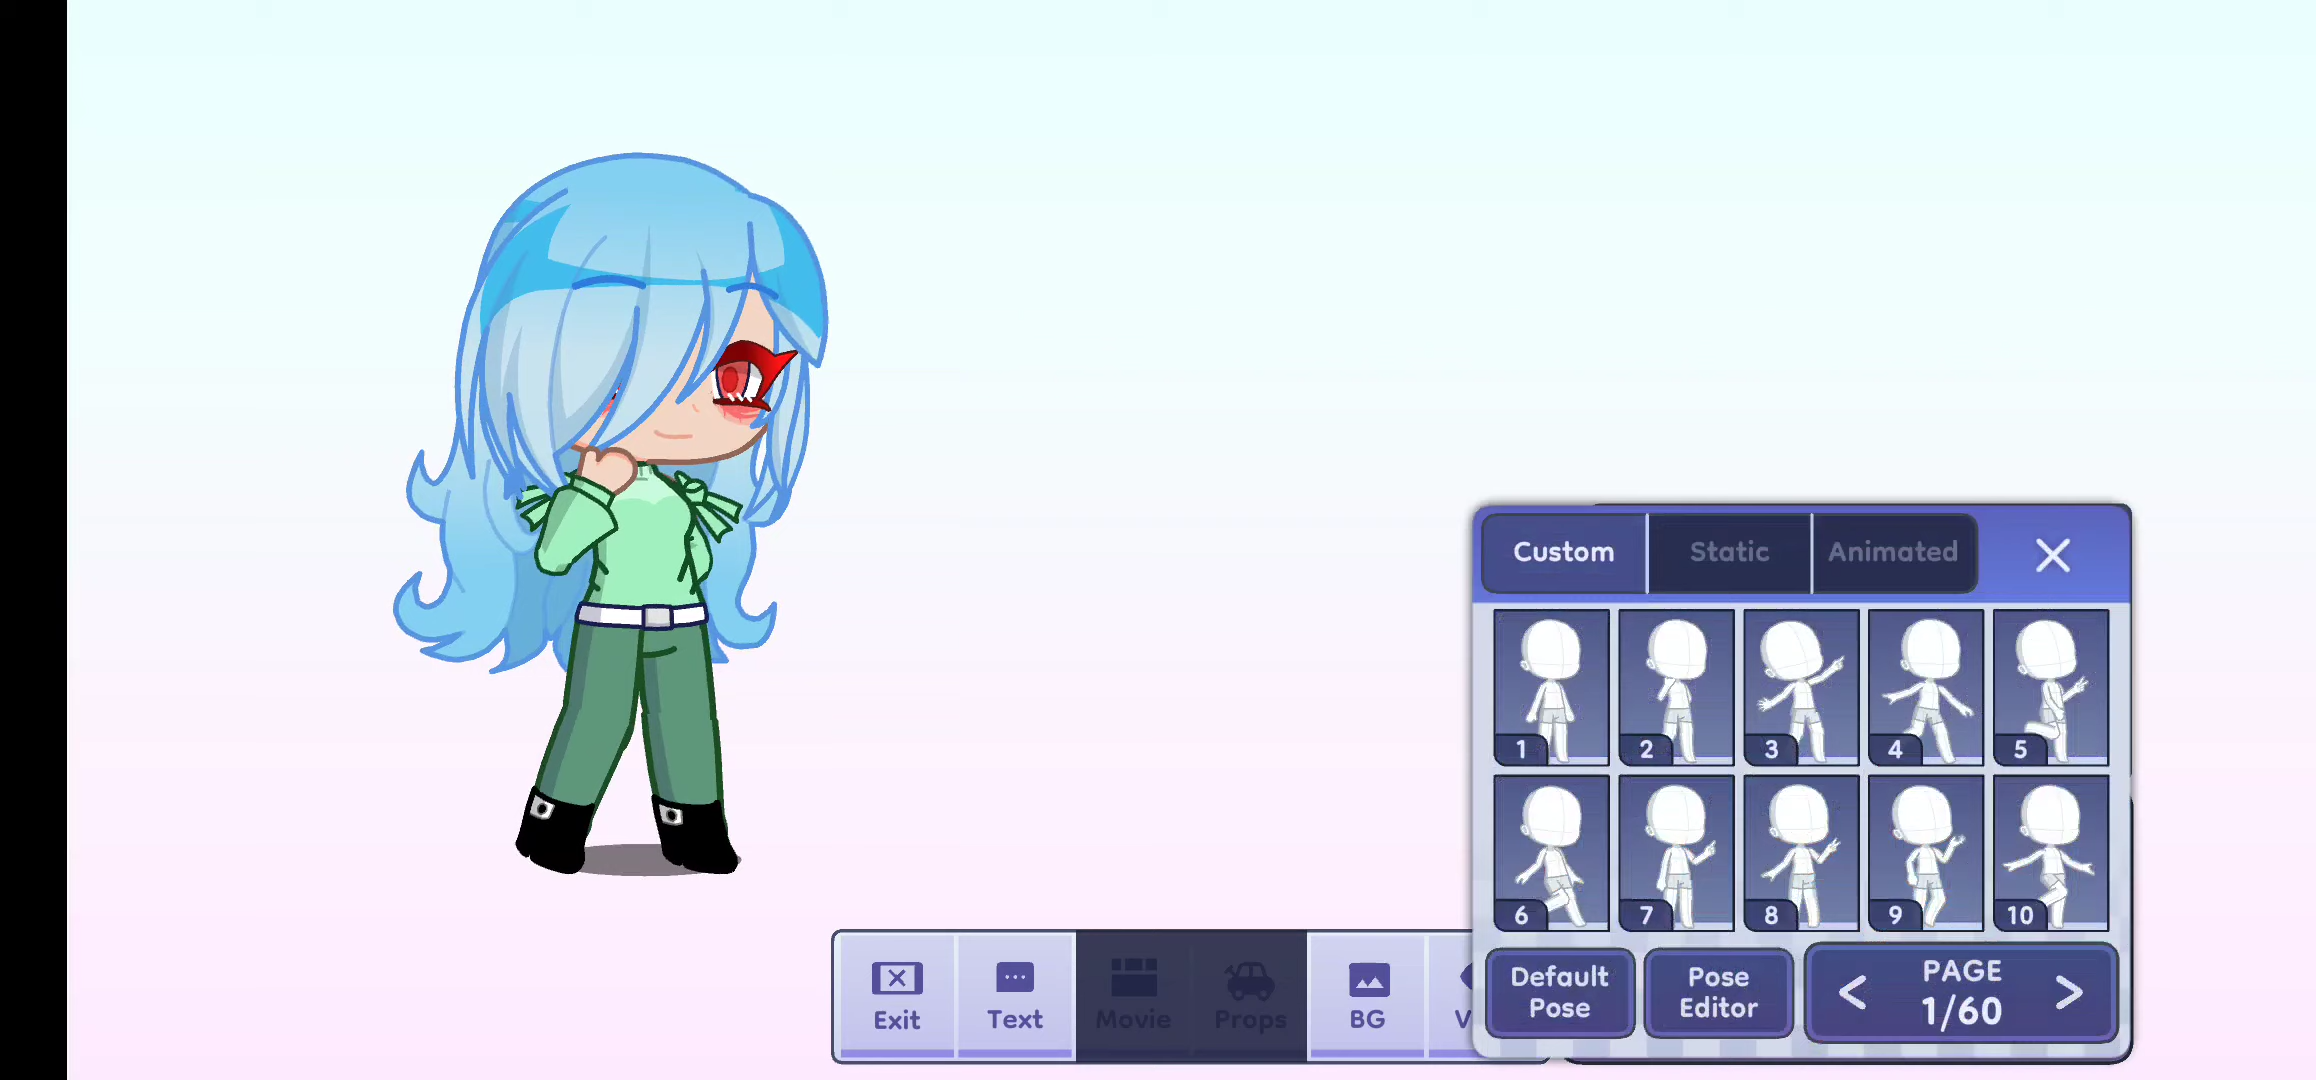 Custom
Static
Animated
1
2
3
4
5
6
7
8
9
10
Default
Pose
Pose
Editor
<
PAGE
1/60
>
Exit
Text
Movie
Props
BG